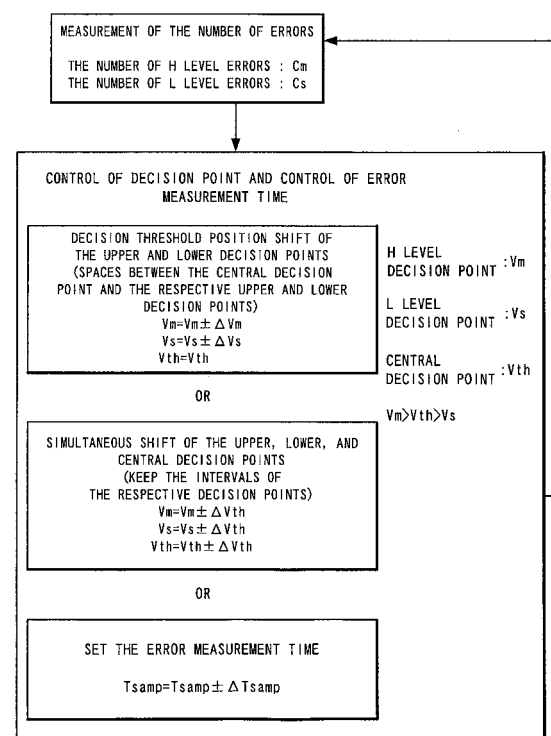 MEASUREMENT OF THE NUMBER OF ERRORS
THE NUMBER OF H LEVEL ERRORS : Cm
THE NUMBER OF L LEVEL ERRORS : Cs
CONTROL OF DECISION POINT AND CONTROL OF ERROR
MEASUREMENT TIME
DECISION THRESHOLD POSITION SHIFT OF
THE UPPER AND LOWER DECISION POINTS
(SPACES BETWEEN THE CENTRAL DECISION
POINT AND THE RESPECTIVE UPPER AND LOWER
DECISION POINTS)
Vm=Vm±ΔVm
Vs=Vs±ΔVs
Vth=Vth
H LEVEL
DECISION POINT :Vm
L LEVEL
DECISION POINT :Vs
CENTRAL
DECISION POINT :Vth
Vm>Vth>Vs
OR
SIMULTANEOUS SHIFT OF THE UPPER, LOWER, AND
CENTRAL DECISION POINTS
(KEEP THE INTERVALS OF
THE RESPECTIVE DECISION POINTS)
Vm=Vm±ΔVth
Vs=Vs±ΔVth
Vth=Vth±ΔVth
OR
SET THE ERROR MEASUREMENT TIME
Tsamp=Tsamp±ΔTsamp